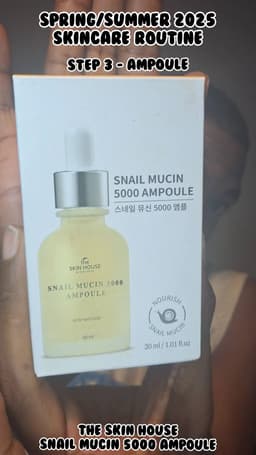 SPRING/SUMMER 2025
SKINCARE ROUTINE
STEP 3 - AMPOULE
SNAIL MUCIN
5000 AMPOULE
스네일 뮤신 5000 앰플
The
SKIN HOUSE
SNAIL MUCIN 5000
AMPOULE
NOURISH
SNAIL MUCIN
30 ml / 1.01 fl.oz
THE SKIN HOUSE
SNAIL MUCIN 5000 AMPOULE